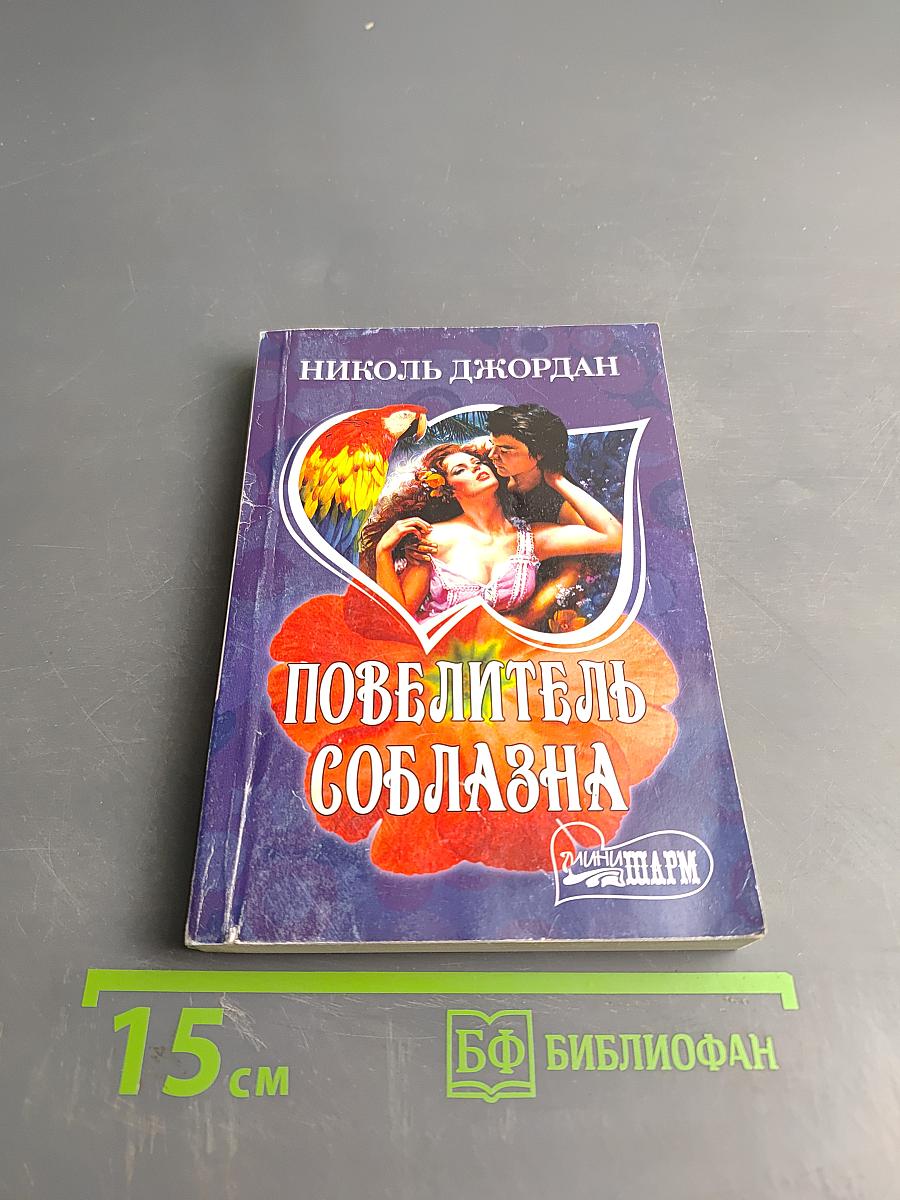 НИКОЛЬ ДЖОРДАН
ПОВЕЛИТЕЛЬ
СОБЛАЗНА
МИНИ
ШАРМ
15 см
БФ БИБЛИОФАН